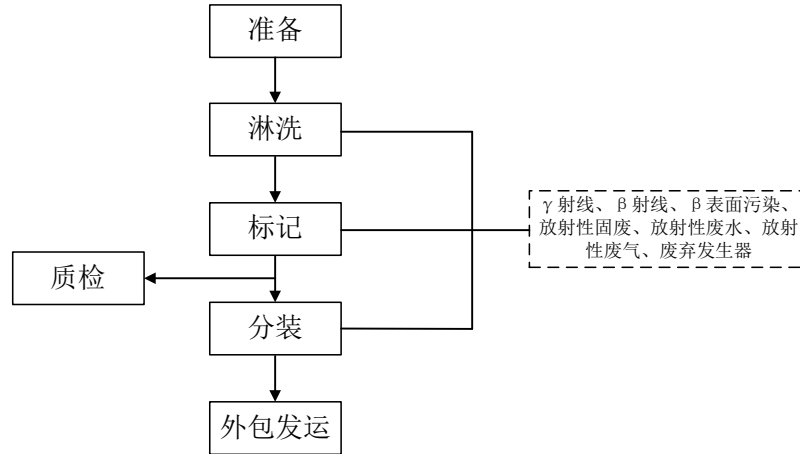 准备
淋洗
标记
γ射线、β射线、β表面污染、
放射性固废、放射性废水、放射
性废气、废弃发生器
质检
分装
外包发运